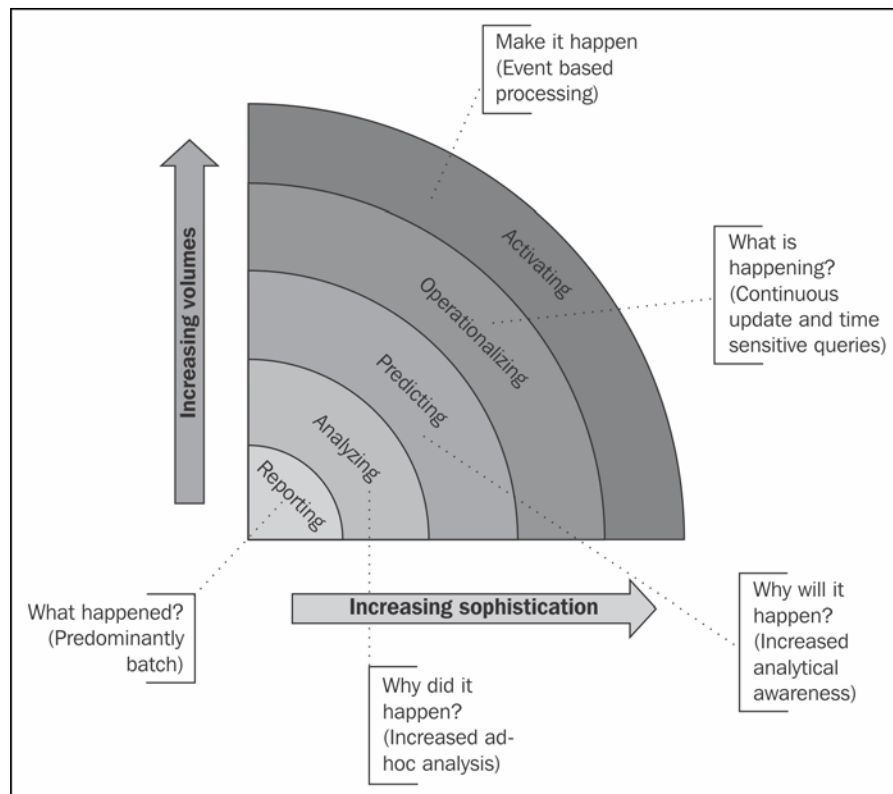 Make it happen
(Event based
processing)
Increasing volumes
Activating
Operationalizing
Predicting
Analyzing
Reporting
What is
happening?
(Continuous
update and time
sensitive queries)
What happened?
(Predominantly
batch)
Increasing sophistication
Why did it
happen?
(Increased ad-
hoc analysis)
Why will it
happen?
(Increased
analytical
awareness)